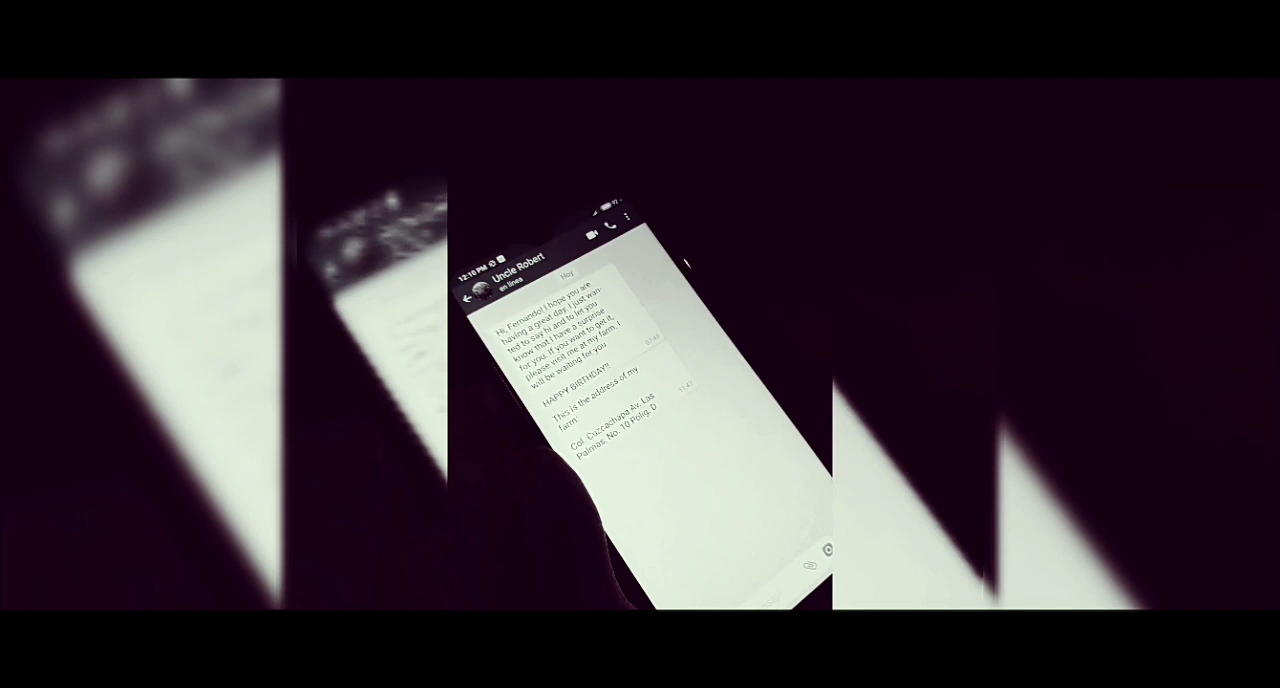 12:10 PM
Uncle Robert
en línea
Hoy
Hi, Fernando! I hope you are
having a great day. I just wan-
ted to say hi and to let you
know that I have a surprise
for you. If you want to get it,
please visit me at my farm, I
will be waiting for you
HAPPY BIRTHDAY!!
This is the address of my
farm
11:47
Col. Cuzcachapa Av. Las
Palmas, No. 10 Polig. D